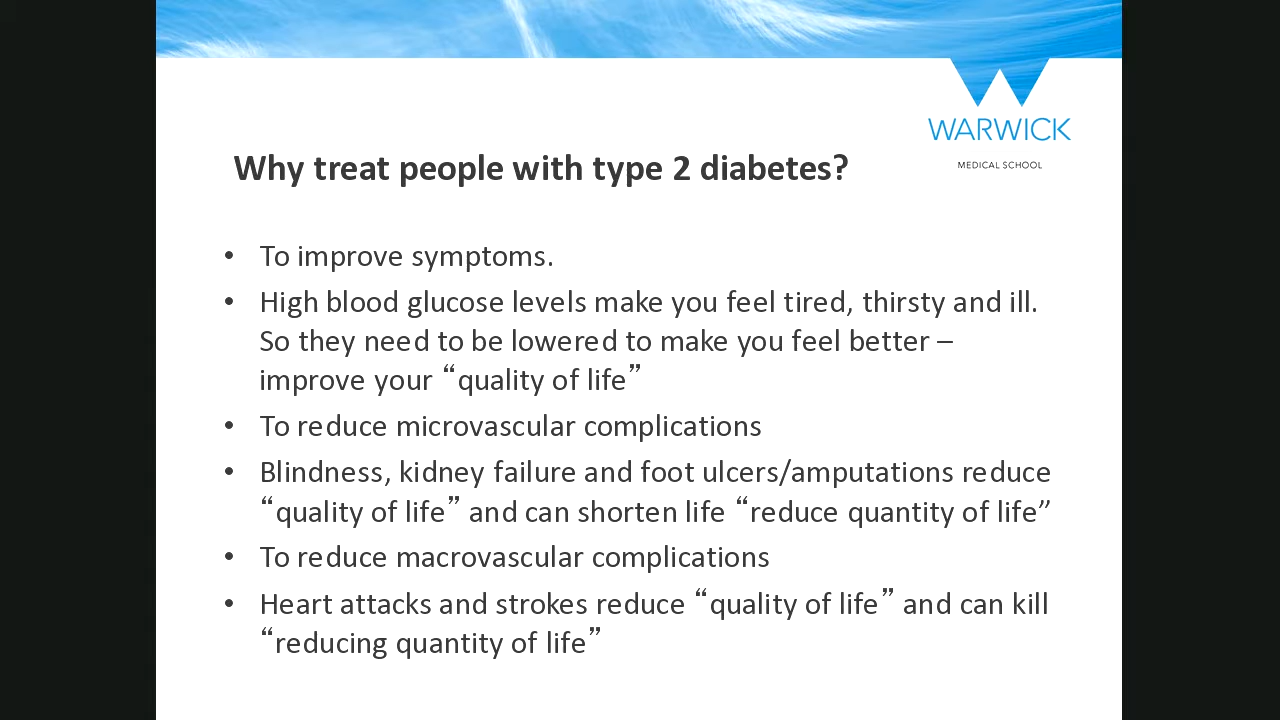 WARWICK
MEDICAL SCHOOL
Why treat people with type 2 diabetes?
• To improve symptoms.
• High blood glucose levels make you feel tired, thirsty and ill.
So they need to be lowered to make you feel better –
improve your “quality of life”
• To reduce microvascular complications
• Blindness, kidney failure and foot ulcers/amputations reduce
“quality of life” and can shorten life “reduce quantity of life”
• To reduce macrovascular complications
• Heart attacks and strokes reduce “quality of life” and can kill
“reducing quantity of life”